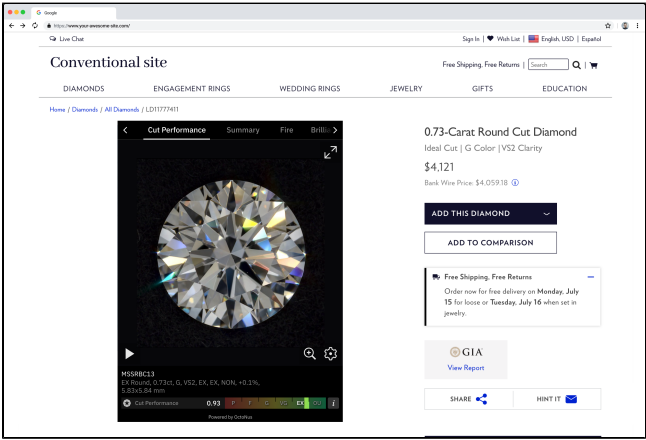 Google
https://www.your-awesome-site.com/
Live Chat
Sign In | Wish List | English, USD | Español
Conventional site
Free Shipping, Free Returns | Search
DIAMONDS ENGAGEMENT RINGS WEDDING RINGS JEWELRY GIFTS EDUCATION
Home / Diamonds / All Diamonds / LD11777411
Cut Performance Summary Fire Brillia
0.73-Carat Round Cut Diamond
Ideal Cut | G Color | VS2 Clarity
$4,121
Bank Wire Price: $4.059.18
ADD THIS DIAMOND
ADD TO COMPARISON
Free Shipping, Free Returns
Order now for free delivery on Monday, July
15 for loose or Tuesday, July 16 when set in
jewelry.
GIA
View Report
MSSRBC13
EX Round, 0.73ct, G, VS2, EX, EX, NON, +0.1%,
5.83x5.84 mm
Cut Performance 0.93 P F G VG EX OU i
Powered by OctoNus
SHARE
HINT IT